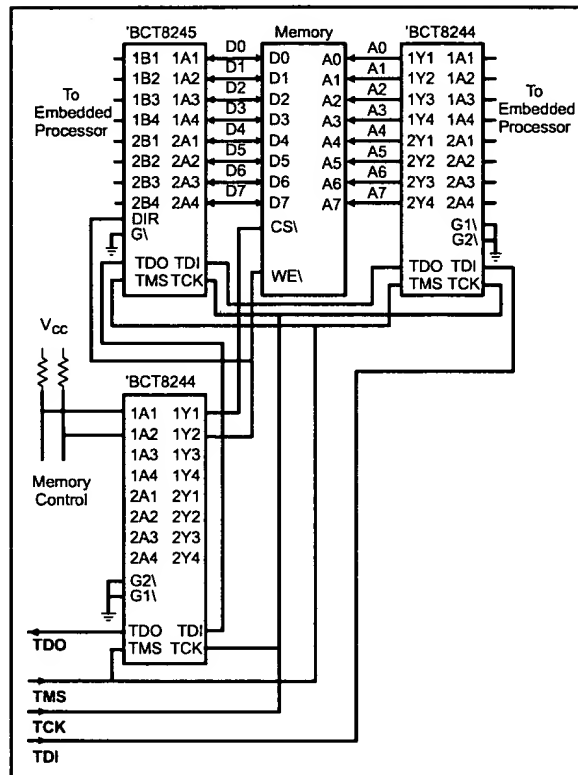 'BCT8245 Memory 'BCT8244
1B1 1A1 D0 D0 A0 A0 1Y1 1A1
1B2 1A2 D1 D1 A1 A1 1Y2 1A2
1B3 1A3 D2 D2 A2 A2 1Y3 1A3
1B4 1A4 D3 D3 A3 A3 1Y4 1A4
2B1 2A1 D4 D4 A4 A4 2Y1 2A1
2B2 2A2 D5 D5 A5 A5 2Y2 2A2
2B3 2A3 D6 D6 A6 A6 2Y3 2A3
2B4 2A4 D7 D7 A7 A7 2Y4 2A4
To
Embedded
Processor
To
Embedded
Processor
DIR CS\ G1\
G\ G2\
TDO TDI WE\ TDO TDI
TMS TCK TMS TCK
VCC
'BCT8244
1A1 1Y1
1A2 1Y2
1A3 1Y3
1A4 1Y4
2A1 2Y1
2A2 2Y2
2A3 2Y3
2A4 2Y4
Memory
Control
G2\
G1\
TDO TDI
TMS TCK
TDO
TMS
TCK
TDI